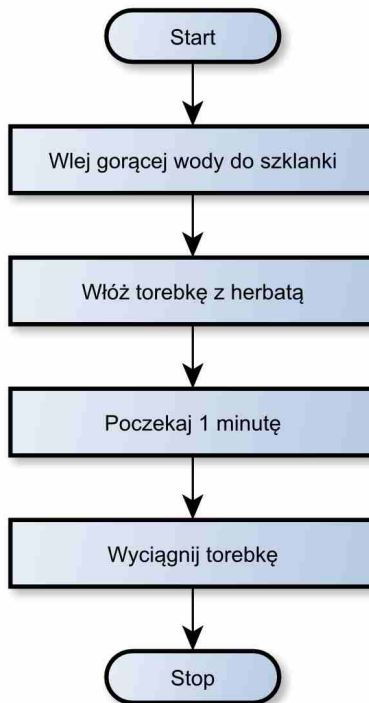 Start
Wlej gorącej wody do szklanki
Włóż torebkę z herbatą
Poczekaj 1 minutę
Wyciągnij torebkę
Stop